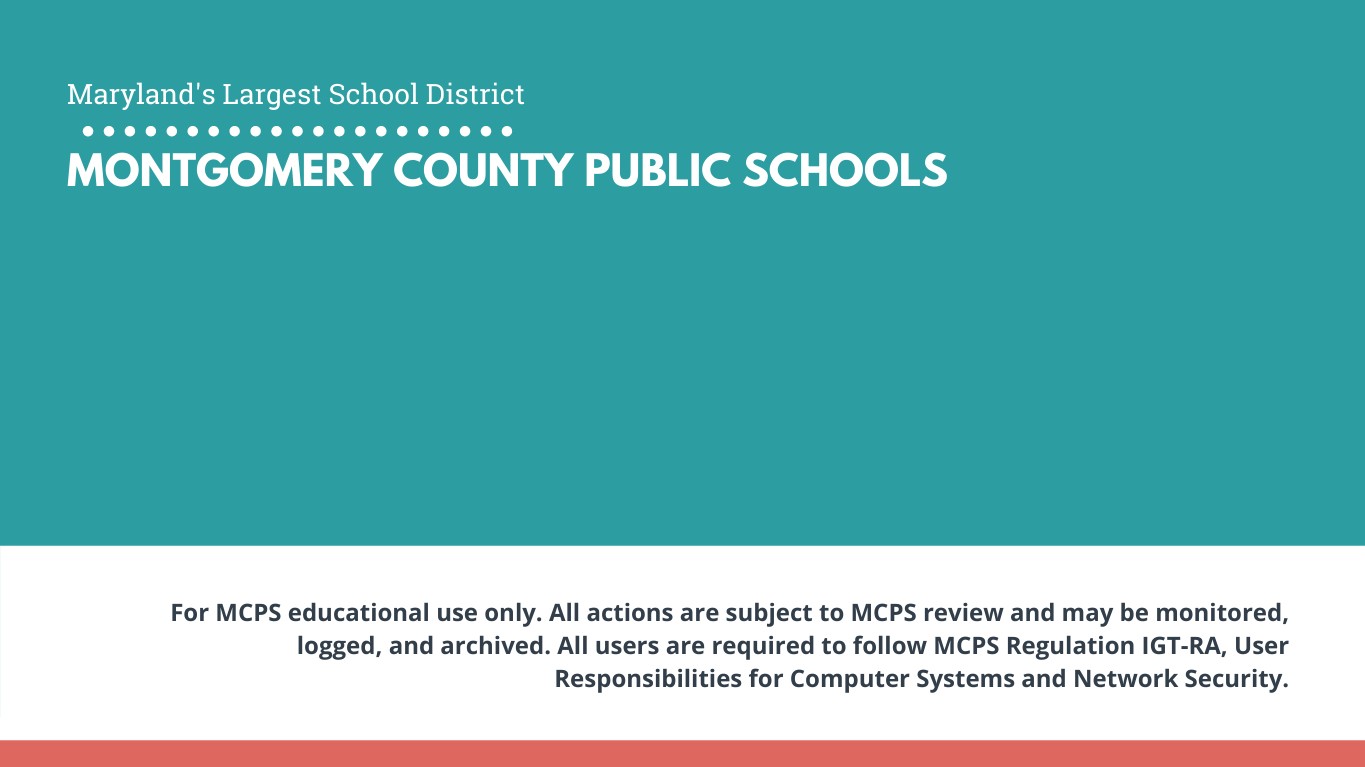 Maryland's Largest School District
MONTGOMERY COUNTY PUBLIC SCHOOLS
For MCPS educational use only. All actions are subject to MCPS review and may be monitored,
logged, and archived. All users are required to follow MCPS Regulation IGT-RA, User
Responsibilities for Computer Systems and Network Security.